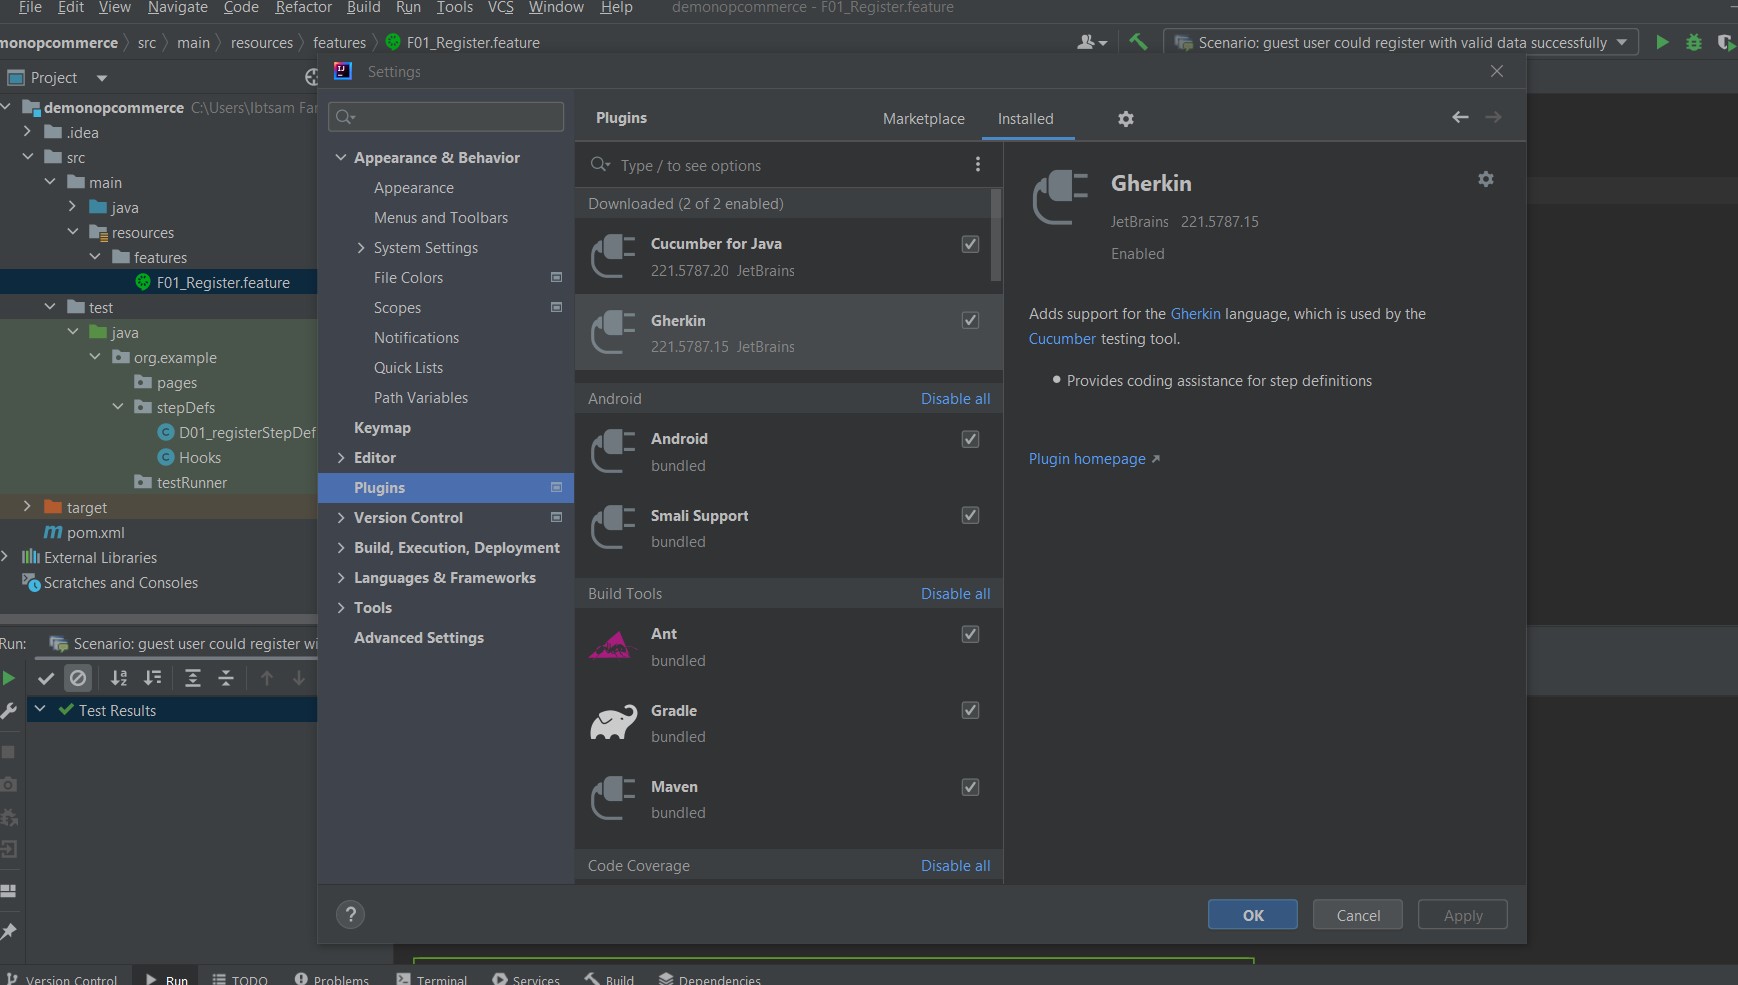 File Edit View Navigate Code Refactor Build Run Tools VCS Window Help demonopcommerce - F01_Register.feature
src main resources features F01_Register.feature
Scenario: guest user could register with valid data successfully
Project
Settings
demonopcommerce C:\Users\Ibtsam
.idea
src
main
java
resources
features
F01_Register.feature
test
java
org.example
pages
stepDefs
D01_registerStepDef
Hooks
testRunner
target
pom.xml
External Libraries
Scratches and Consoles
Run: Scenario: guest user could register
Test Results
Appearance & Behavior
Appearance
Menus and Toolbars
System Settings
File Colors
Scopes
Notifications
Quick Lists
Path Variables
Keymap
Editor
Plugins
Version Control
Build, Execution, Deployment
Languages & Frameworks
Tools
Advanced Settings
Plugins Marketplace Installed
Type / to see options
Downloaded (2 of 2 enabled)
Cucumber for Java
221.5787.20 JetBrains
Gherkin
221.5787.15 JetBrains
Android Disable all
Android
bundled
Smali Support
bundled
Build Tools Disable all
Ant
bundled
Gradle
bundled
Maven
bundled
Code Coverage Disable all
Gherkin
JetBrains 221.5787.15
Enabled
Adds support for the Gherkin language, which is used by the
Cucumber testing tool.
Provides coding assistance for step definitions
Plugin homepage
? OK Cancel Apply
Version Control Run TODO Problems Terminal Services Build Dependencies